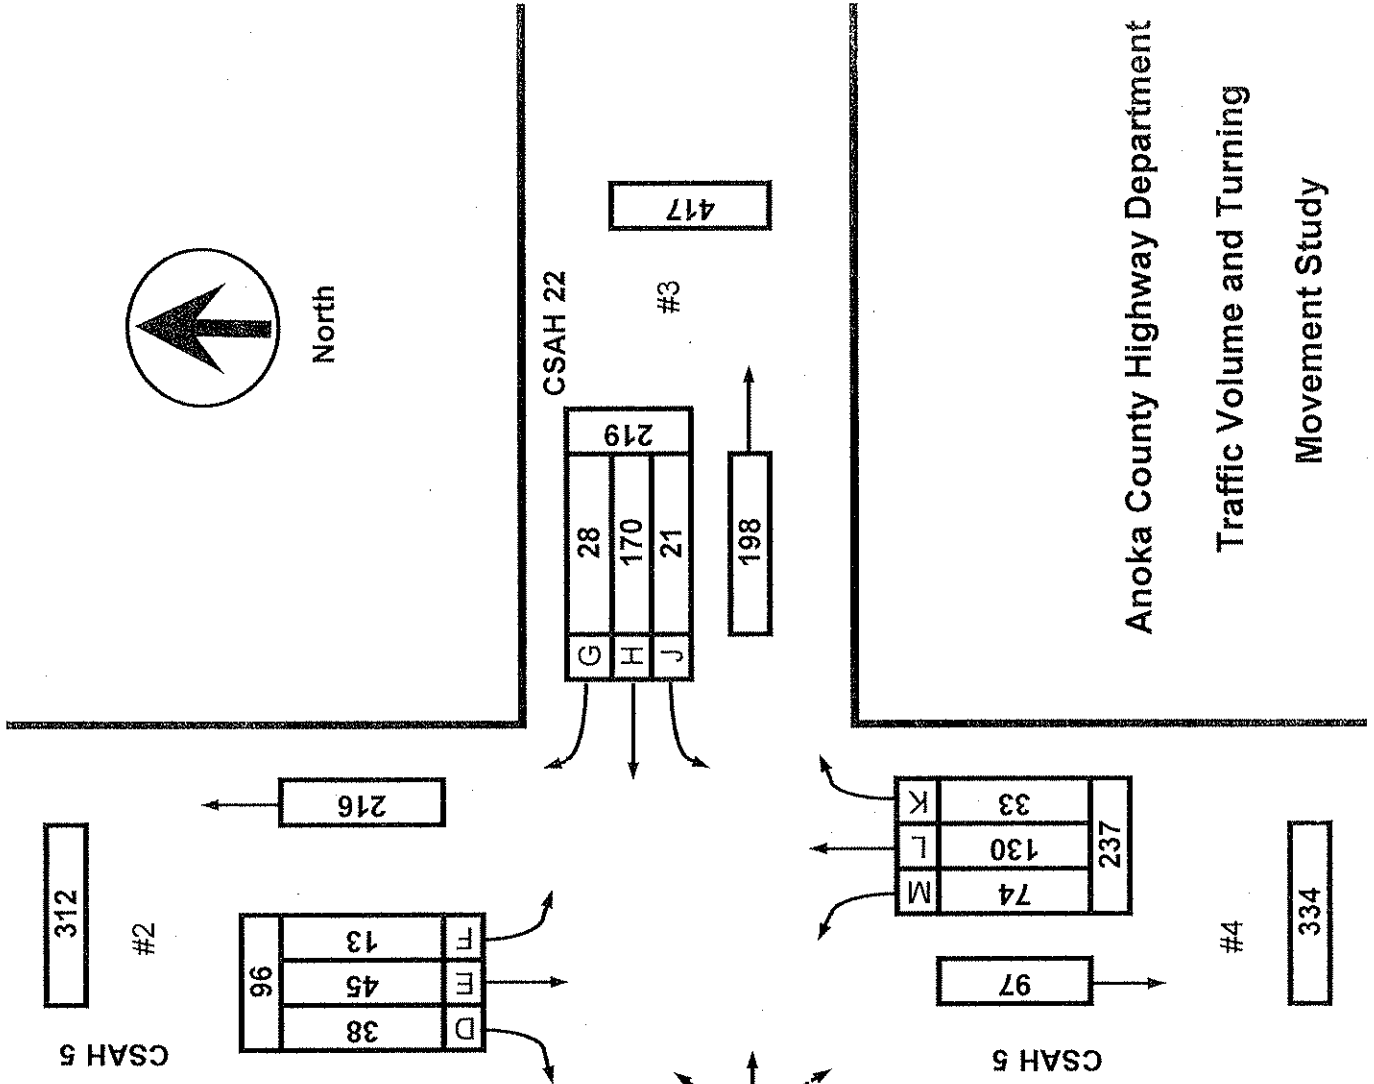 North
CSAH 5
312
#2
96
38
45
13
D
E
F
216
CSAH 22
219
G
28
H
170
J
21
#3
417
198
M
L
K
74
130
33
237
97
#4
334
CSAH 5
Anoka County Highway Department
Traffic Volume and Turning
Movement Study